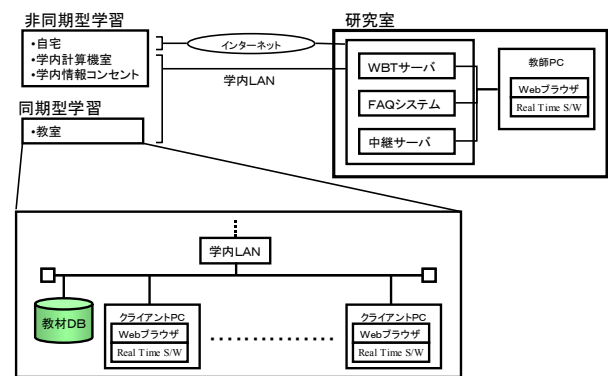 非同期型学習
•自宅
•学内計算機室
•学内情報コンセント
同期型学習
•教室
インターネット
学内LAN
研究室
WBTサーバ
FAQシステム
中継サーバ
教師PC
Webブラウザ
Real Time S/W
学内LAN
教材DB
クライアントPC
Webブラウザ
Real Time S/W
クライアントPC
Webブラウザ
Real Time S/W